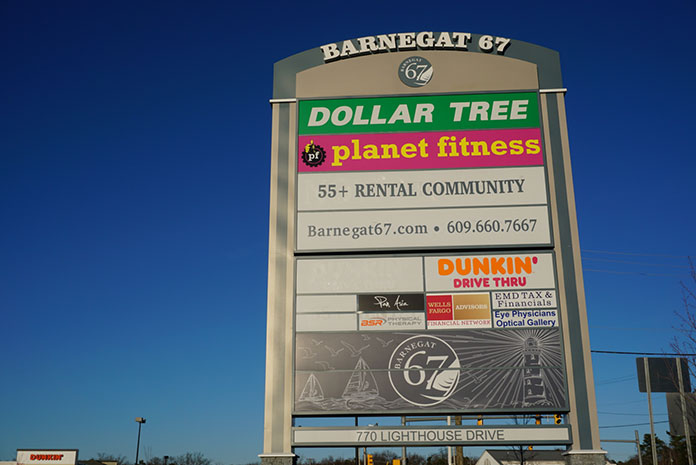 BARNEGAT 67
BARNEGAT
67
DOLLAR TREE
pf planet fitness
55+ RENTAL COMMUNITY
Barnegat67.com • 609.660.7667
DUNKIN'
DRIVE THRU
Pan Asia
WELLS FARGO ADVISORS
FINANCIAL NETWORK
EMD TAX &
Financials
BSR PHYSICAL THERAPY
Eye Physicians
Optical Gallery
BARNEGAT
67
770 LIGHTHOUSE DRIVE
DUNKIN'